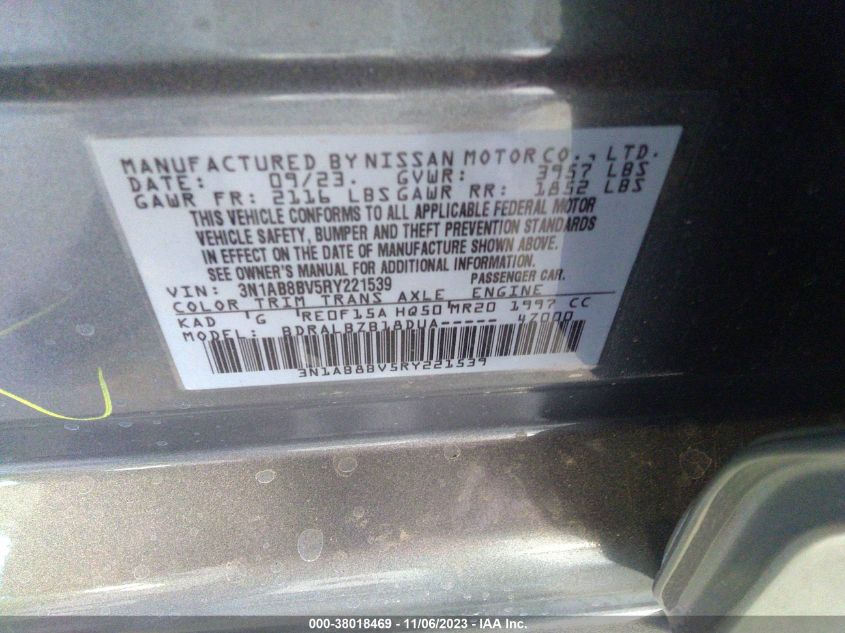 MANUFACTURED BY NISSAN MOTOR CO., LTD.
DATE: 09/23. GVWR: 3957 LBS
GAWR FR: 2116 LBS GAWR RR: 1852 LBS
THIS VEHICLE CONFORMS TO ALL APPLICABLE FEDERAL MOTOR
VEHICLE SAFETY, BUMPER AND THEFT PREVENTION STANDARDS
IN EFFECT ON THE DATE OF MANUFACTURE SHOWN ABOVE.
SEE OWNER'S MANUAL FOR ADDITIONAL INFORMATION.
VIN: 3N1AB8BV5RY221539 PASSENGER CAR.
COLOR TRIM TRANS AXLE ENGINE
KAD G RE0F15A HQ50 MR20 1997 CC
MODEL: BDRALBZB18DUA----- 47000
3N1AB8BV5RY221539
000-38018469 - 11/06/2023 - IAA Inc.